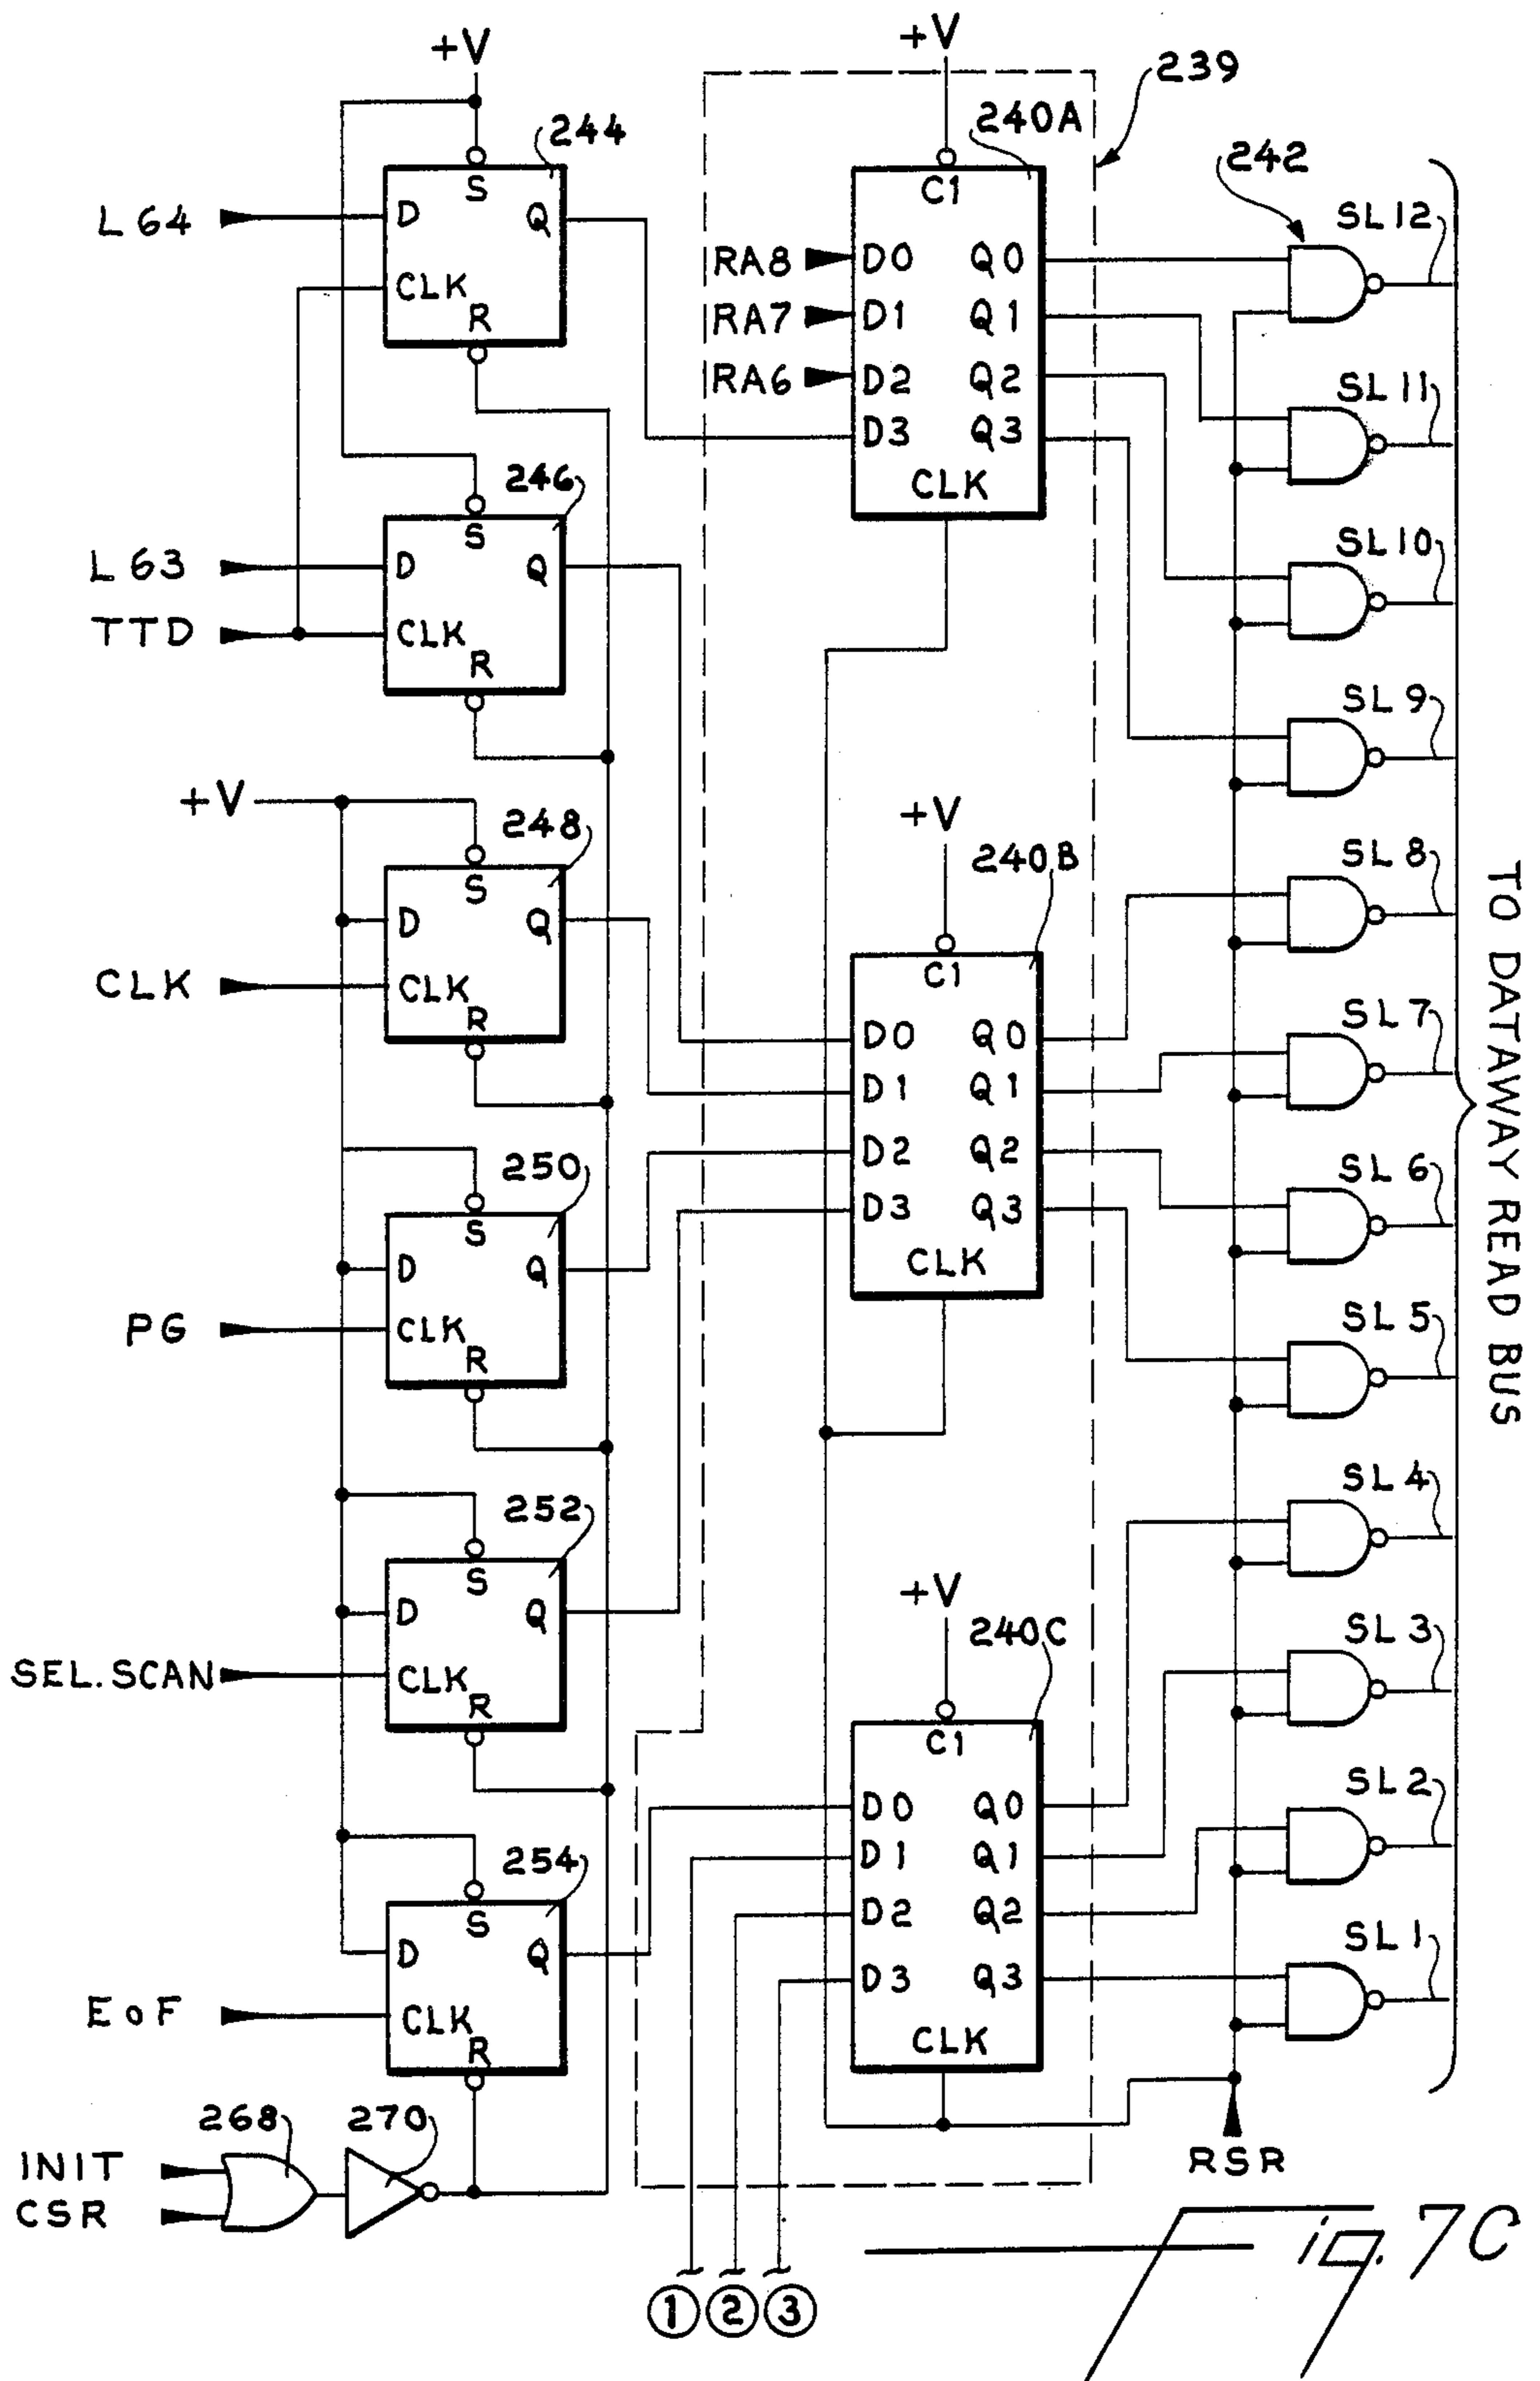 +V
+V
239
244
240A
242
S
C1
SL12
L64
D
Q
RA8
D0
Q0
CLK
RA7
D1
Q1
R
RA6
D2
Q2
SL11
D3
Q3
246
CLK
S
SL10
L63
D
Q
TTD
CLK
R
SL9
+V
248
+V
240B
SL8
S
D
Q
C1
CLK
CLK
R
D0
Q0
SL7
D1
Q1
250
D2
Q2
SL6
S
D3
Q3
D
Q
CLK
PG
CLK
R
SL5
252
SL4
S
+V
D
Q
240C
SL3
SEL. SCAN
CLK
R
C1
D0
Q0
SL2
254
D1
Q1
S
D2
Q2
D
Q
D3
Q3
SL1
EOF
CLK
R
CLK
268
270
INIT
CSR
RSR
1
2
3
TO DATAWAY READ BUS
Fig. 7C